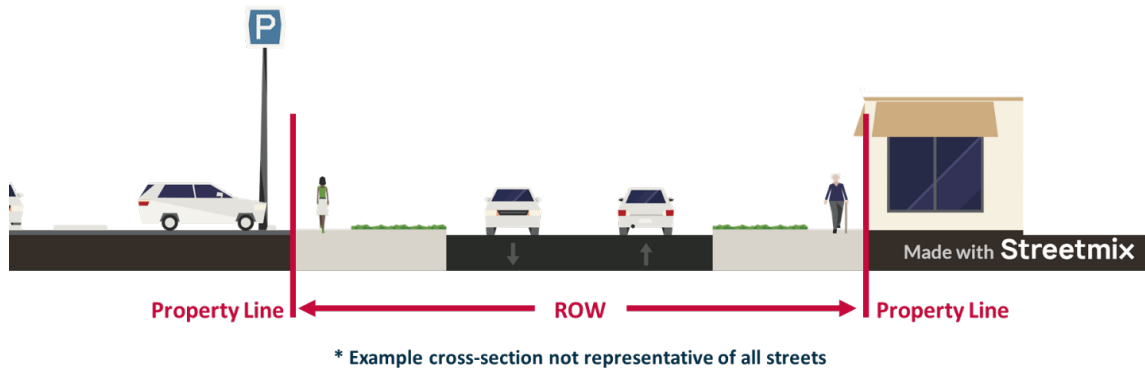 P
Made with Streetmix
Property Line
ROW
Property Line
* Example cross-section not representative of all streets